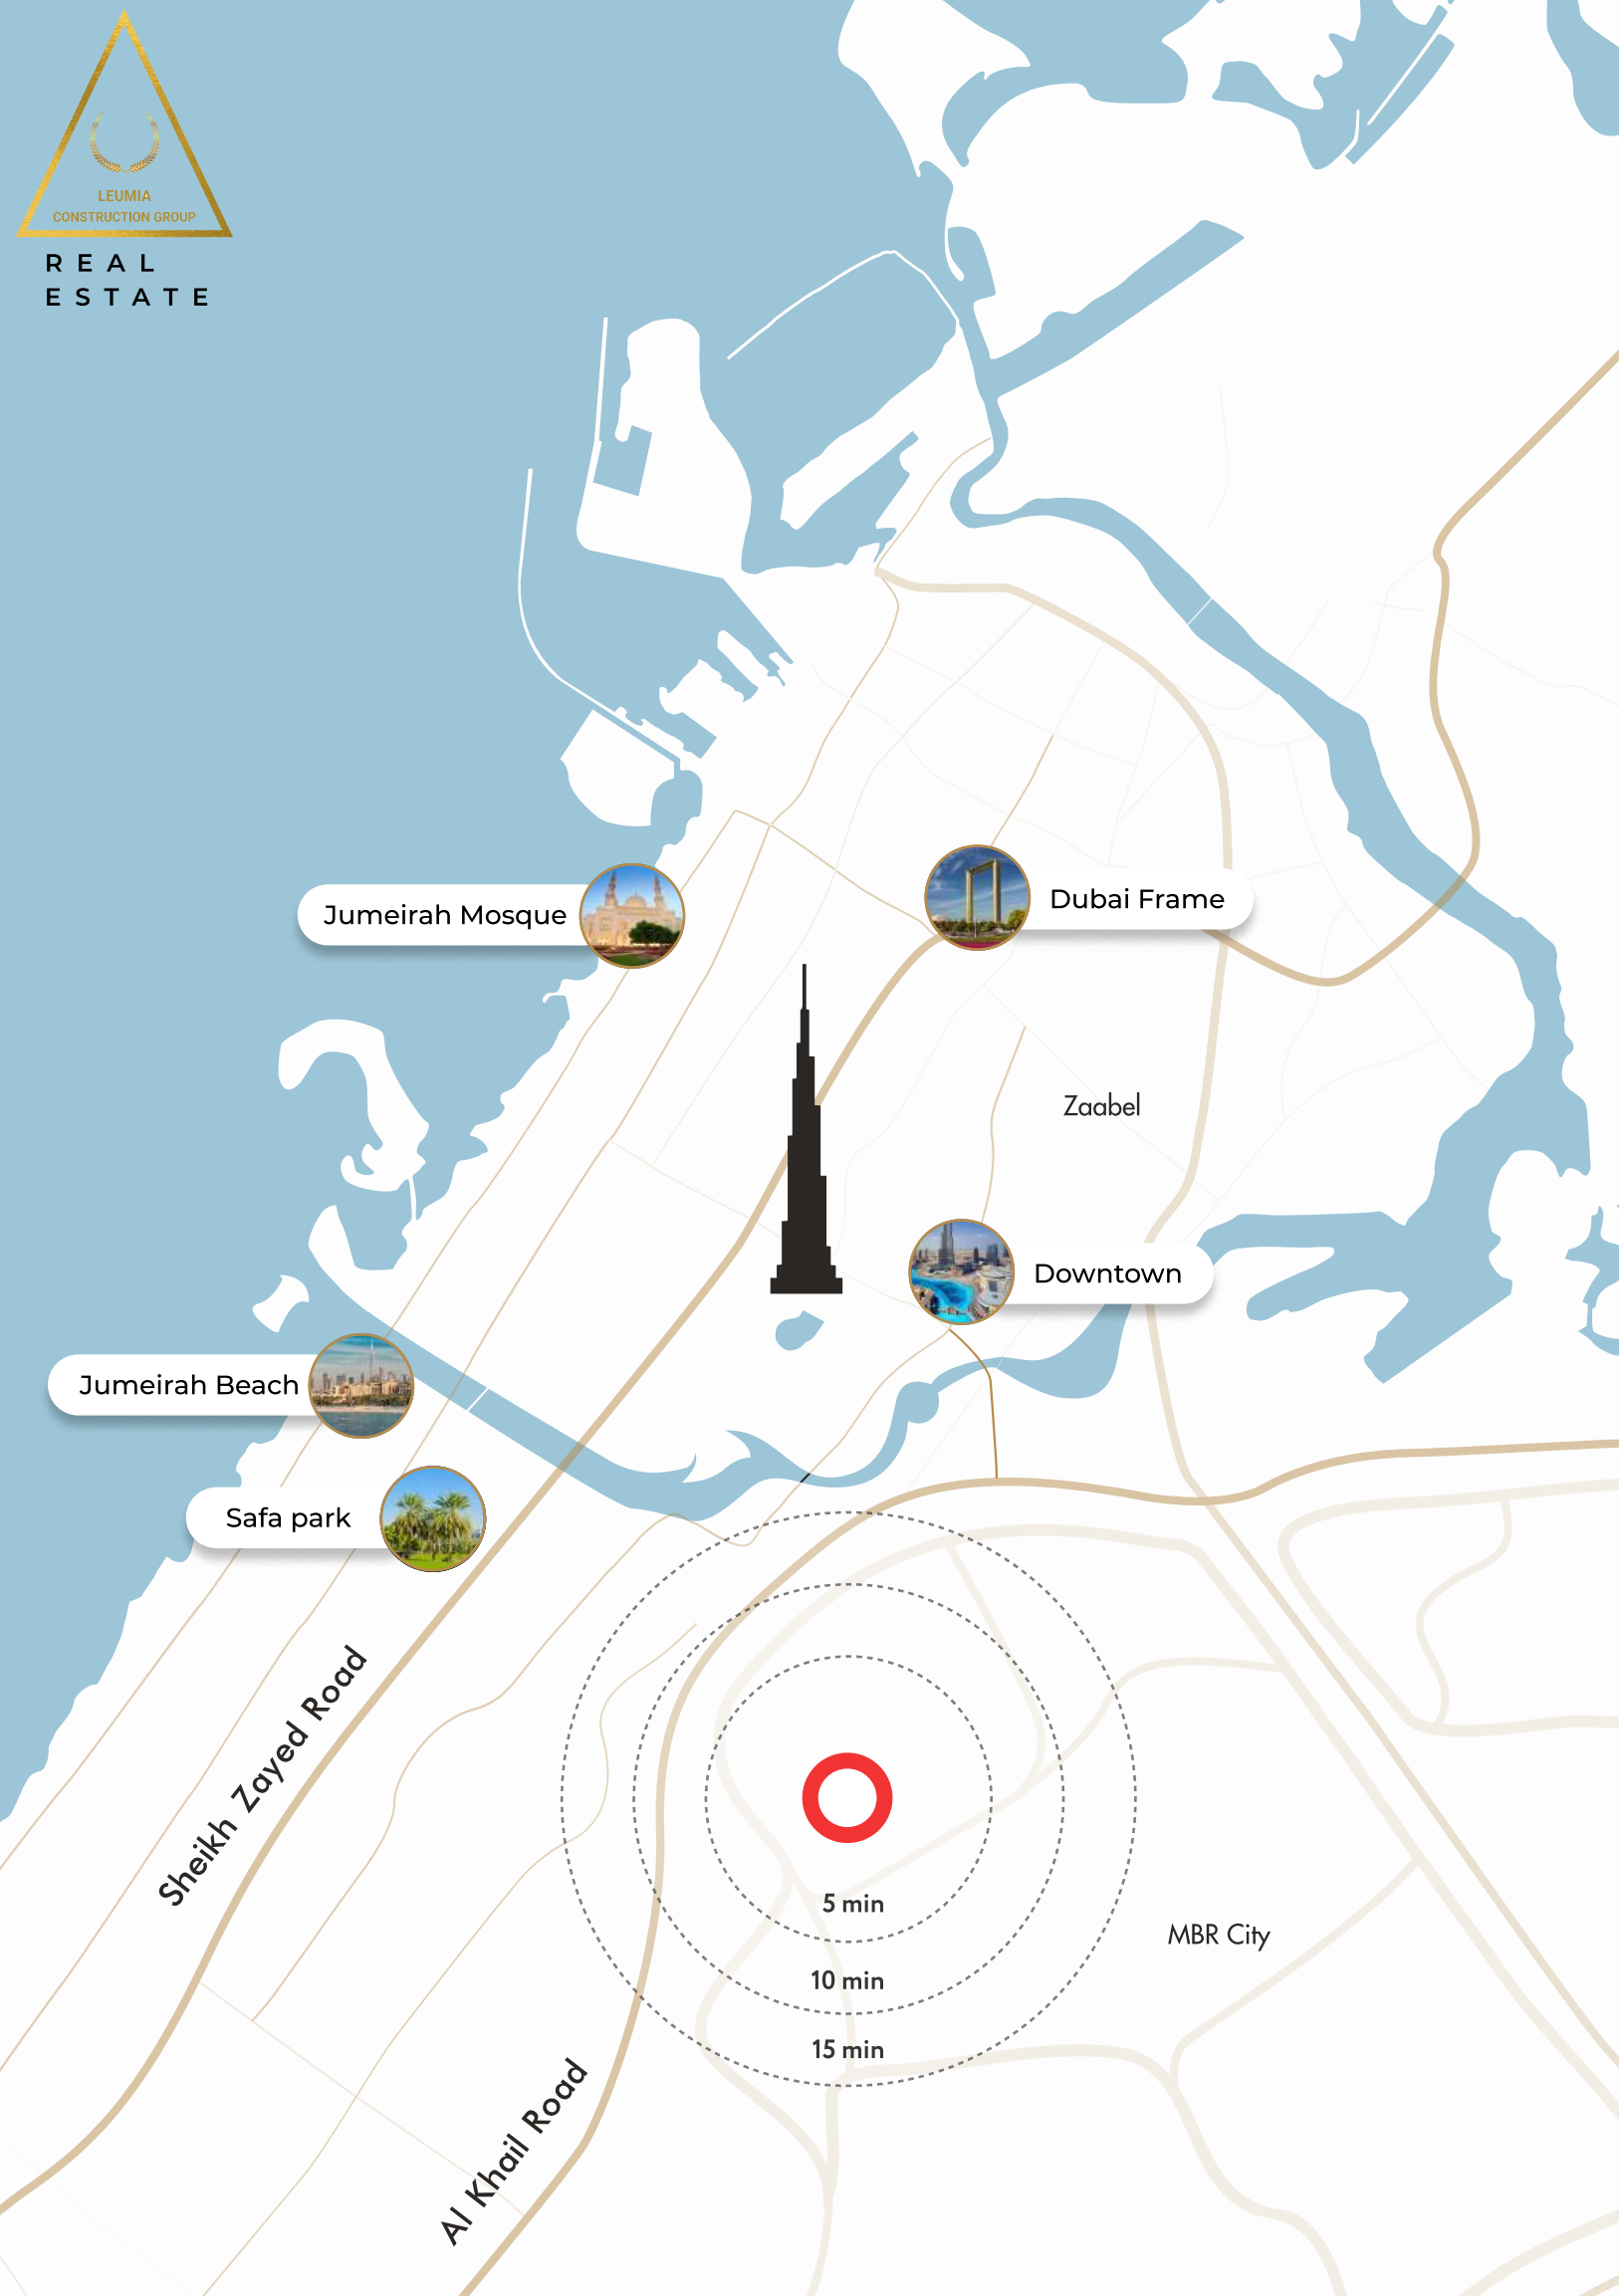 LEUMIA
CONSTRUCTION GROUP
REAL
ESTATE
Jumeirah Mosque
Dubai Frame
Zaabel
Downtown
Jumeirah Beach
Safa park
Sheikh Zayed Road
5 min
MBR City
10 min
15 min
Al Khail Road